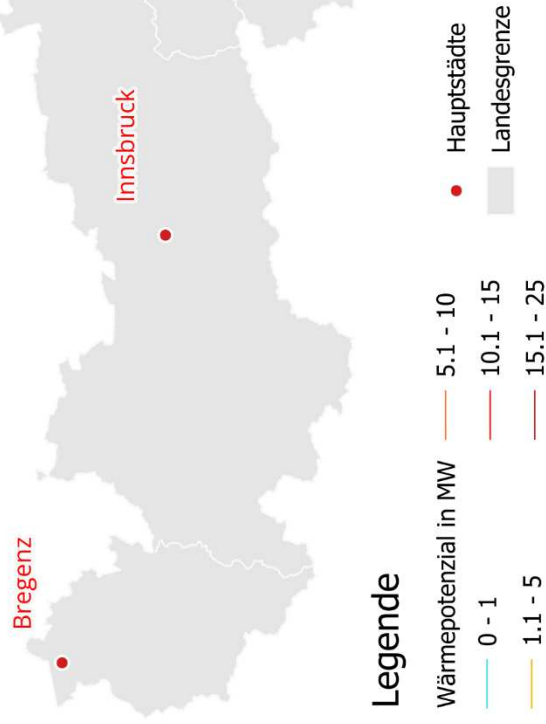 Bregenz
Innsbruck
Legende
Wärmepotenzial in MW
0 - 1
1.1 - 5
5.1 - 10
10.1 - 15
15.1 - 25
Hauptstädte
Landesgrenze